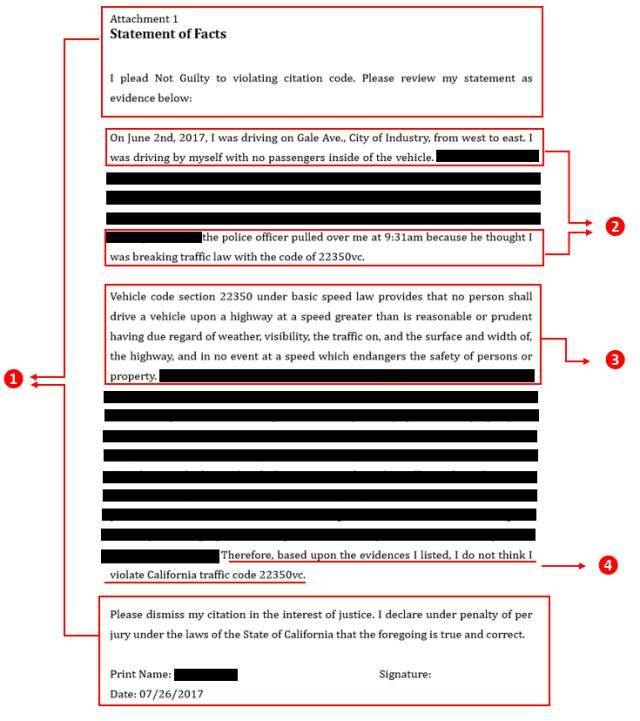 Attachment 1
Statement of Facts
I plead Not Guilty to violating citation code. Please review my statement as
evidence below:
On June 2nd, 2017, I was driving on Gale Ave., City of Industry, from west to east. I
was driving by myself with no passengers inside of the vehicle.
2
the police officer pulled over me at 9:31am because he thought I
was breaking traffic law with the code of 22350vc.
Vehicle code section 22350 under basic speed law provides that no person shall
drive a vehicle upon a highway at a speed greater than is reasonable or prudent
having due regard of weather, visibility, the traffic on, and the surface and width of,
the highway, and in no event at a speed which endangers the safety of persons or
3
property.
1
Therefore, based upon the evidences I listed, I do not think I
4
violate California traffic code 22350vc.
Please dismiss my citation in the interest of justice. I declare under penalty of per
jury under the laws of the State of California that the foregoing is true and correct.
Print Name: Signature:
Date: 07/26/2017